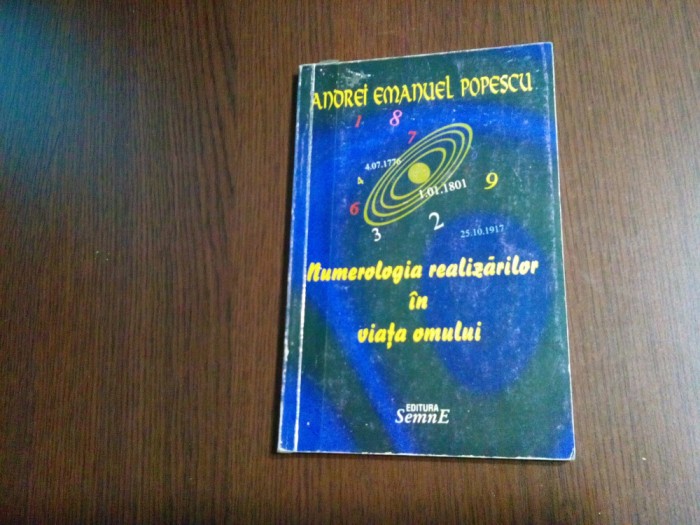 ANDREI EMANUEL POPESCU
1 8
7
4.07.1776
4 1.01.1801 9
6
3 2 25.10.1917
Numerologia realizărilor
în
viaţa omului
EDITURA
SemnE